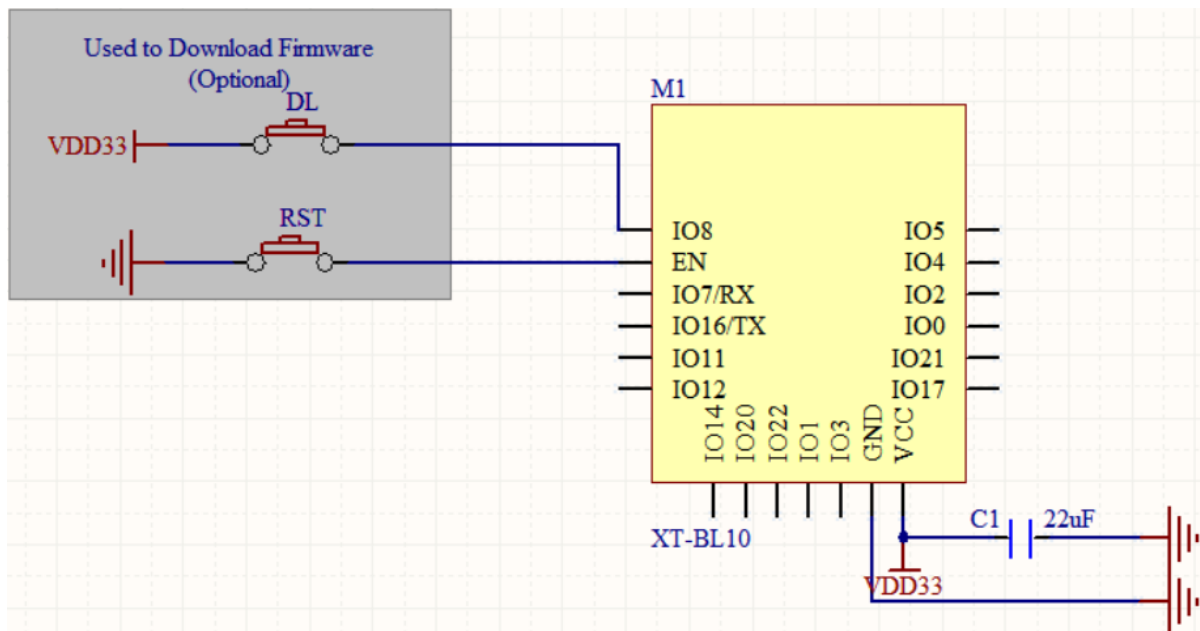 Used to Download Firmware
(Optional)
DL
VDD33
RST
M1
IO8
EN
IO7/RX
IO16/TX
IO11
IO12
IO5
IO4
IO2
IO0
IO21
IO17
IO14
IO20
IO22
IO1
IO3
GND
VCC
XT-BL10
C1
22uF
VDD33